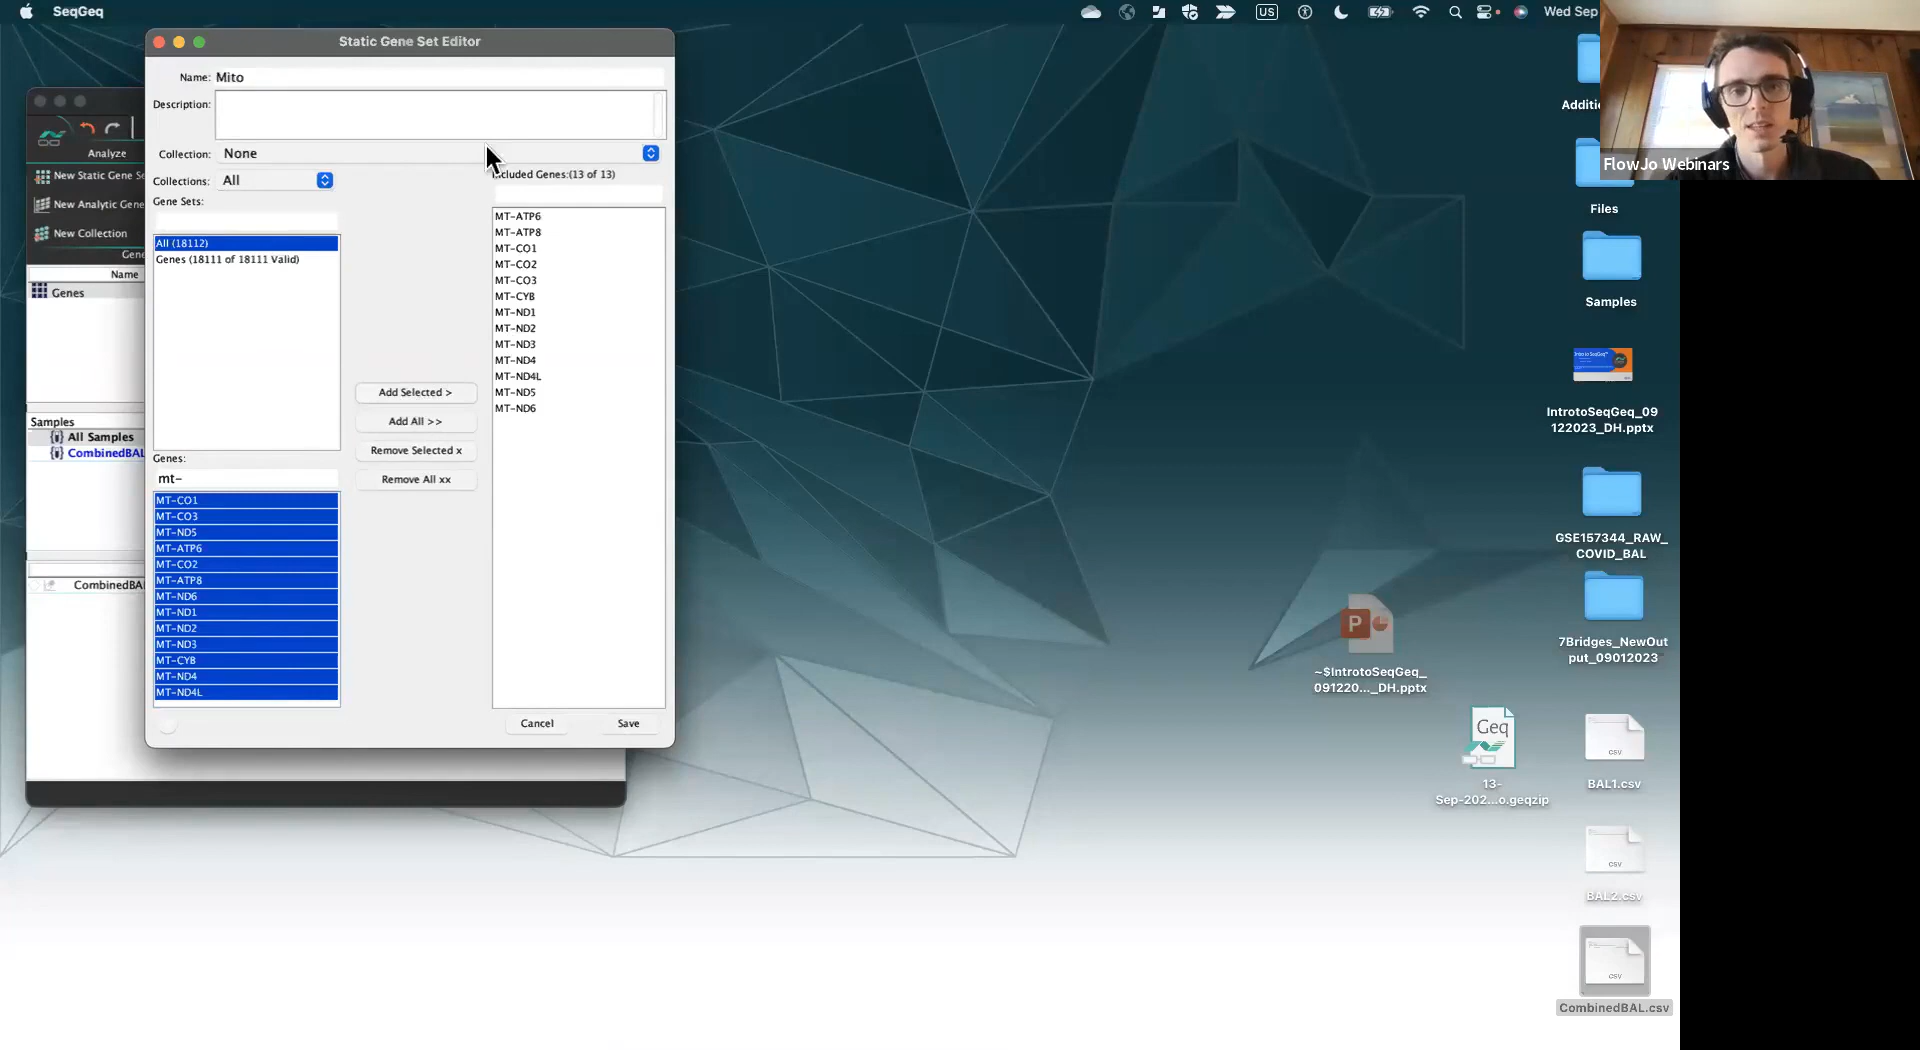 SeqGeq
US
Wed Sep
Static Gene Set Editor
Name: Mito
Description:
Collection: None
Collections: All
Included Genes:(13 of 13)
Gene Sets:
All (18112)
Genes (18111 of 18111 Valid)
MT-ATP6
MT-ATP8
MT-CO1
MT-CO2
MT-CO3
MT-CYB
MT-ND1
MT-ND2
MT-ND3
MT-ND4
MT-ND4L
MT-ND5
MT-ND6
Add Selected >
Add All >>
Remove Selected x
Remove All xx
Genes:
mt-
MT-CO1
MT-CO3
MT-ND5
MT-ATP6
MT-CO2
MT-ATP8
MT-ND6
MT-ND1
MT-ND2
MT-ND3
MT-CYB
MT-ND4
MT-ND4L
Cancel
Save
Analyze
New Static Gene Se
New Analytic Gene
New Collection
Gene
Name
Genes
Samples
All Samples
CombinedBAL
CombinedBA
FlowJo Webinars
Additi
Files
Samples
IntrotoSeqGeq_09
122023_DH.pptx
GSE157344_RAW_
COVID_BAL
7Bridges_NewOut
put_09012023
P
~$IntrotoSeqGeq_
091220..._DH.pptx
Geq
13-
Sep-202...o.geqzip
CSV
BAL1.csv
CSV
BAL2.csv
CSV
CombinedBAL.csv